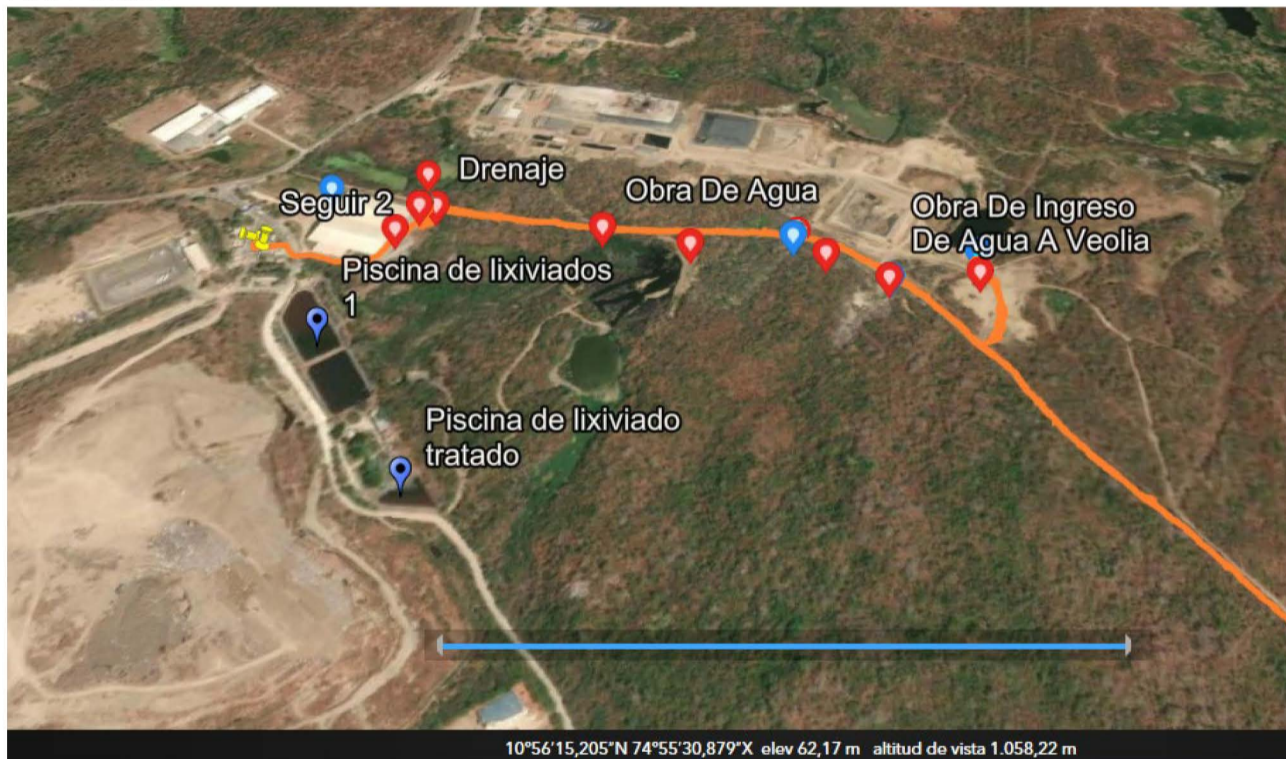 Drenaje
Seguir 2
Obra De Agua
Obra De Ingreso
De Agua A Veolia
Piscina de lixiviados
1
Piscina de lixiviado
tratado
10°56'15,205"N 74°55'30,879"X elev 62,17 m altitud de vista 1.058,22 m